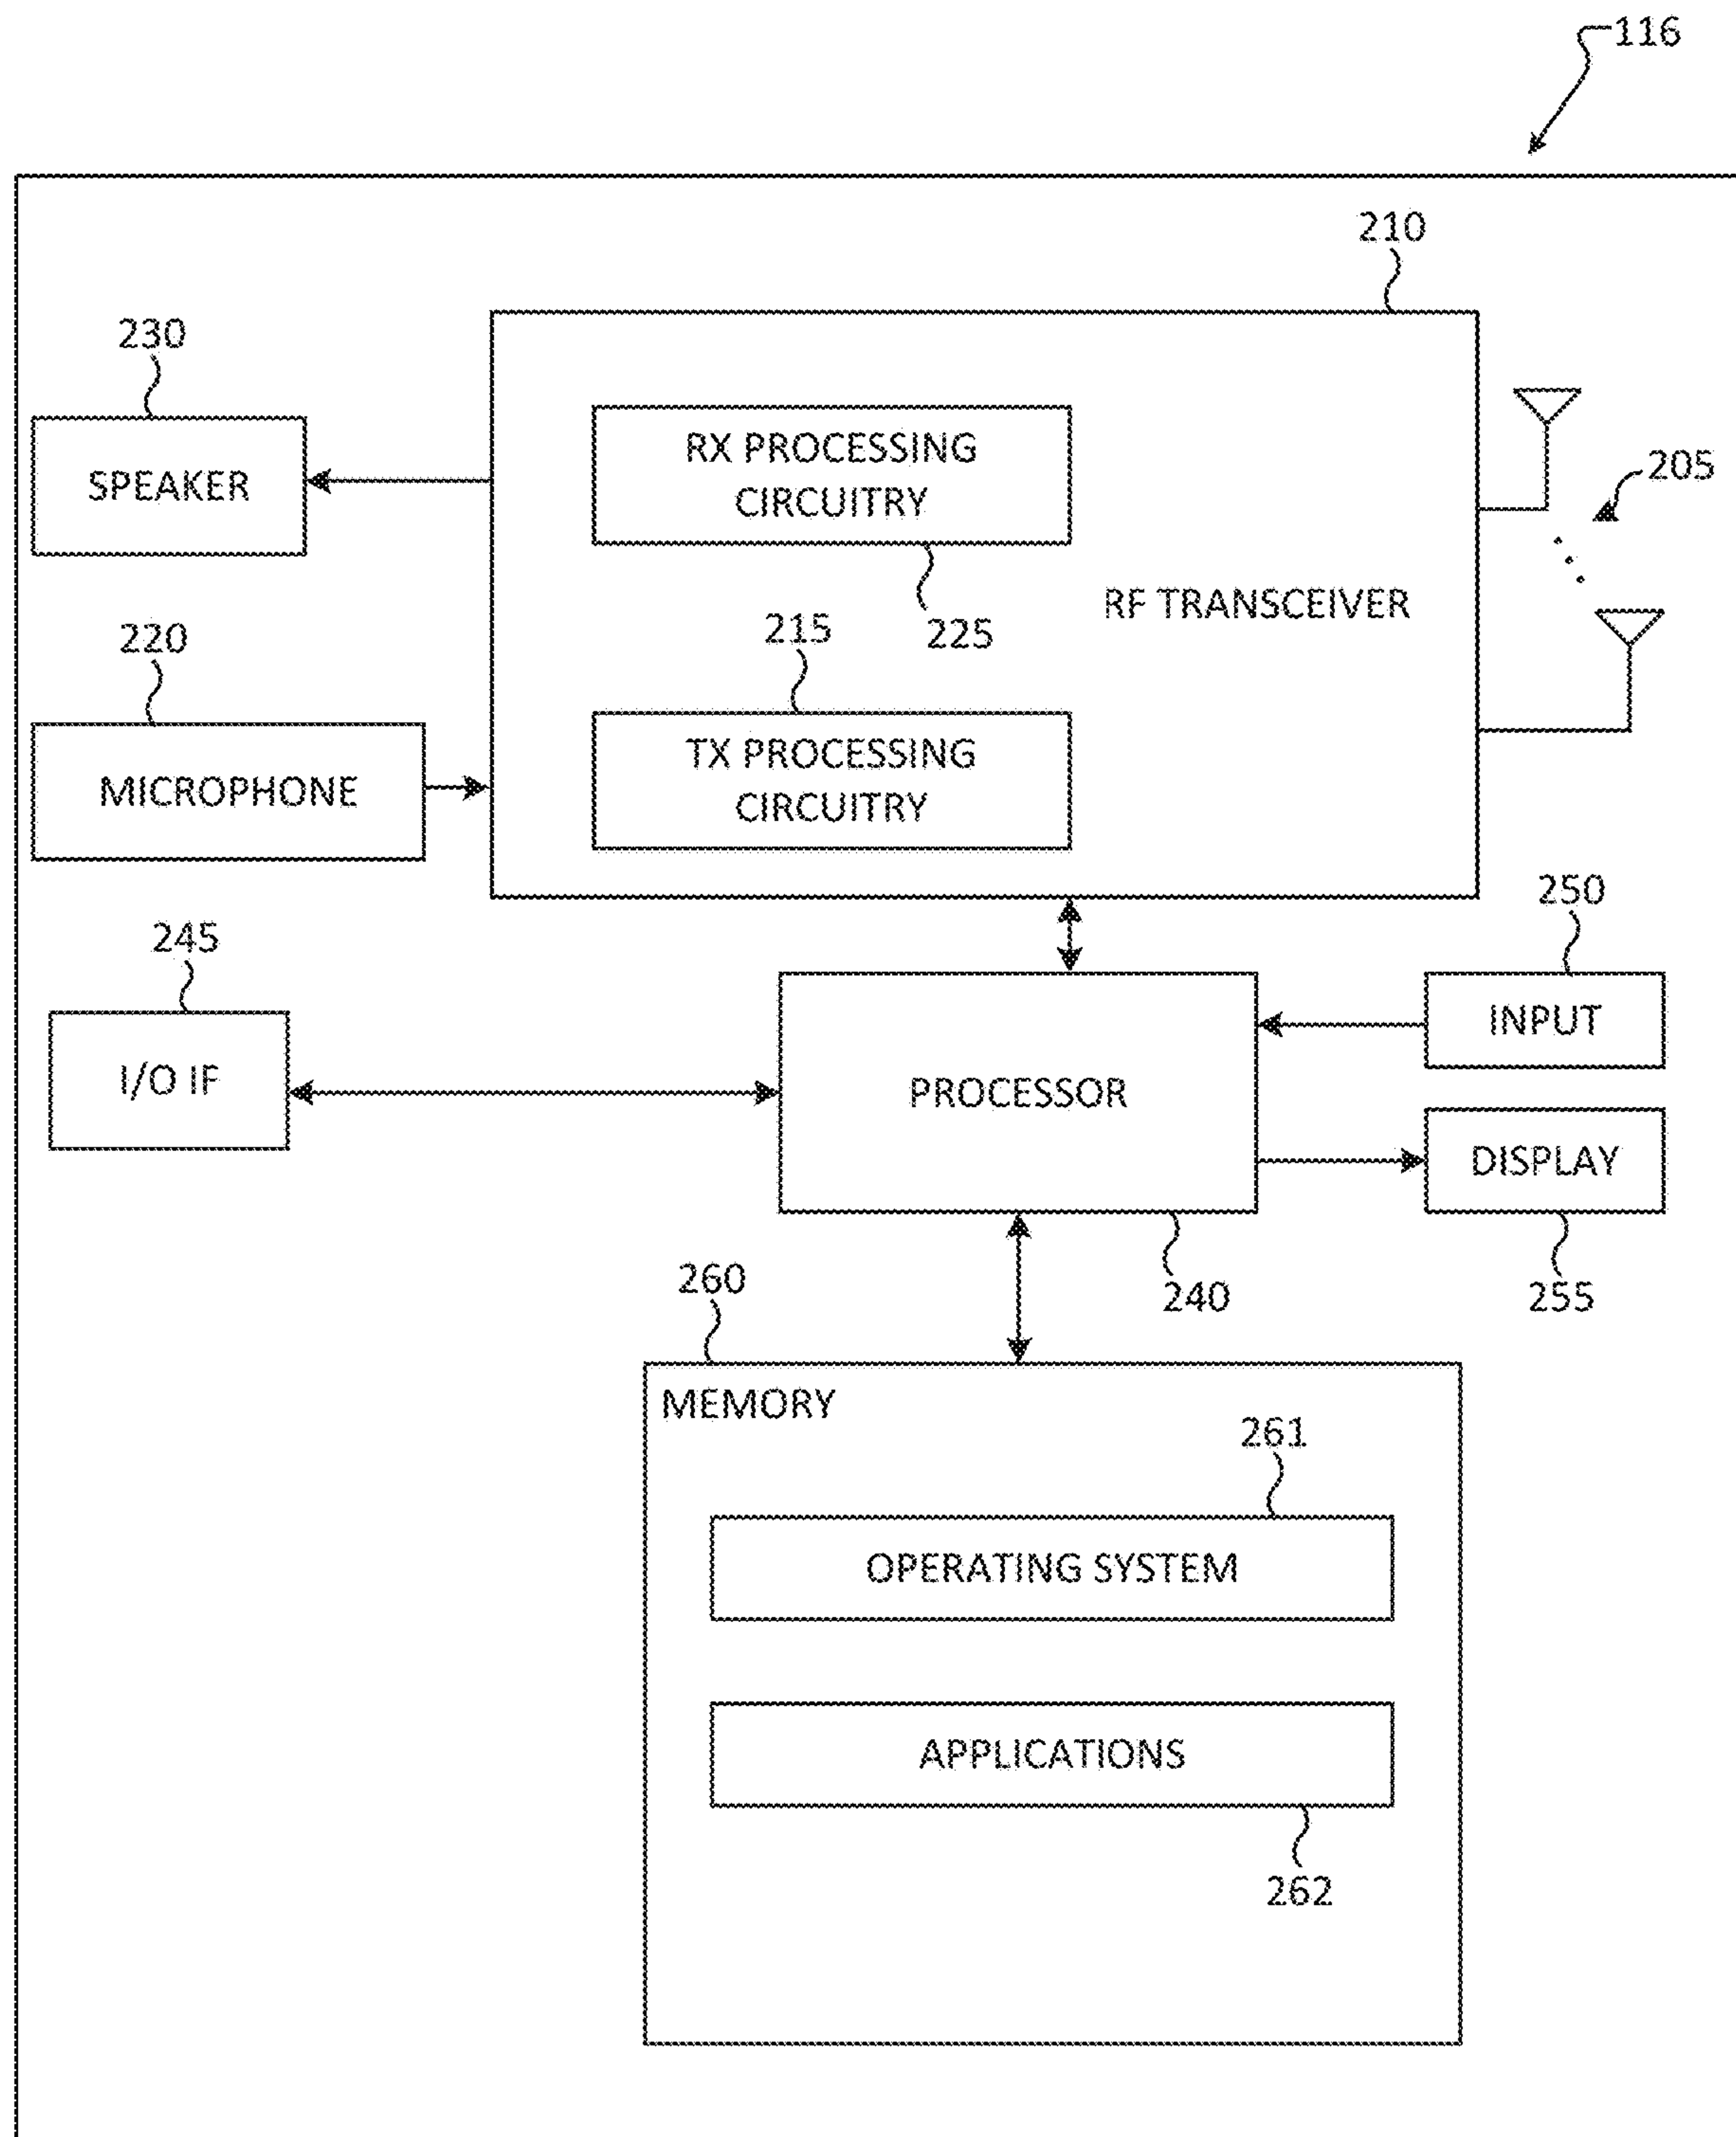 116
210
230
SPEAKER
RX PROCESSING
CIRCUITRY
205
RF TRANSCEIVER
225
215
220
MICROPHONE
TX PROCESSING
CIRCUITRY
250
245
INPUT
I/O IF
PROCESSOR
DISPLAY
260
240
255
MEMORY
261
OPERATING SYSTEM
APPLICATIONS
262